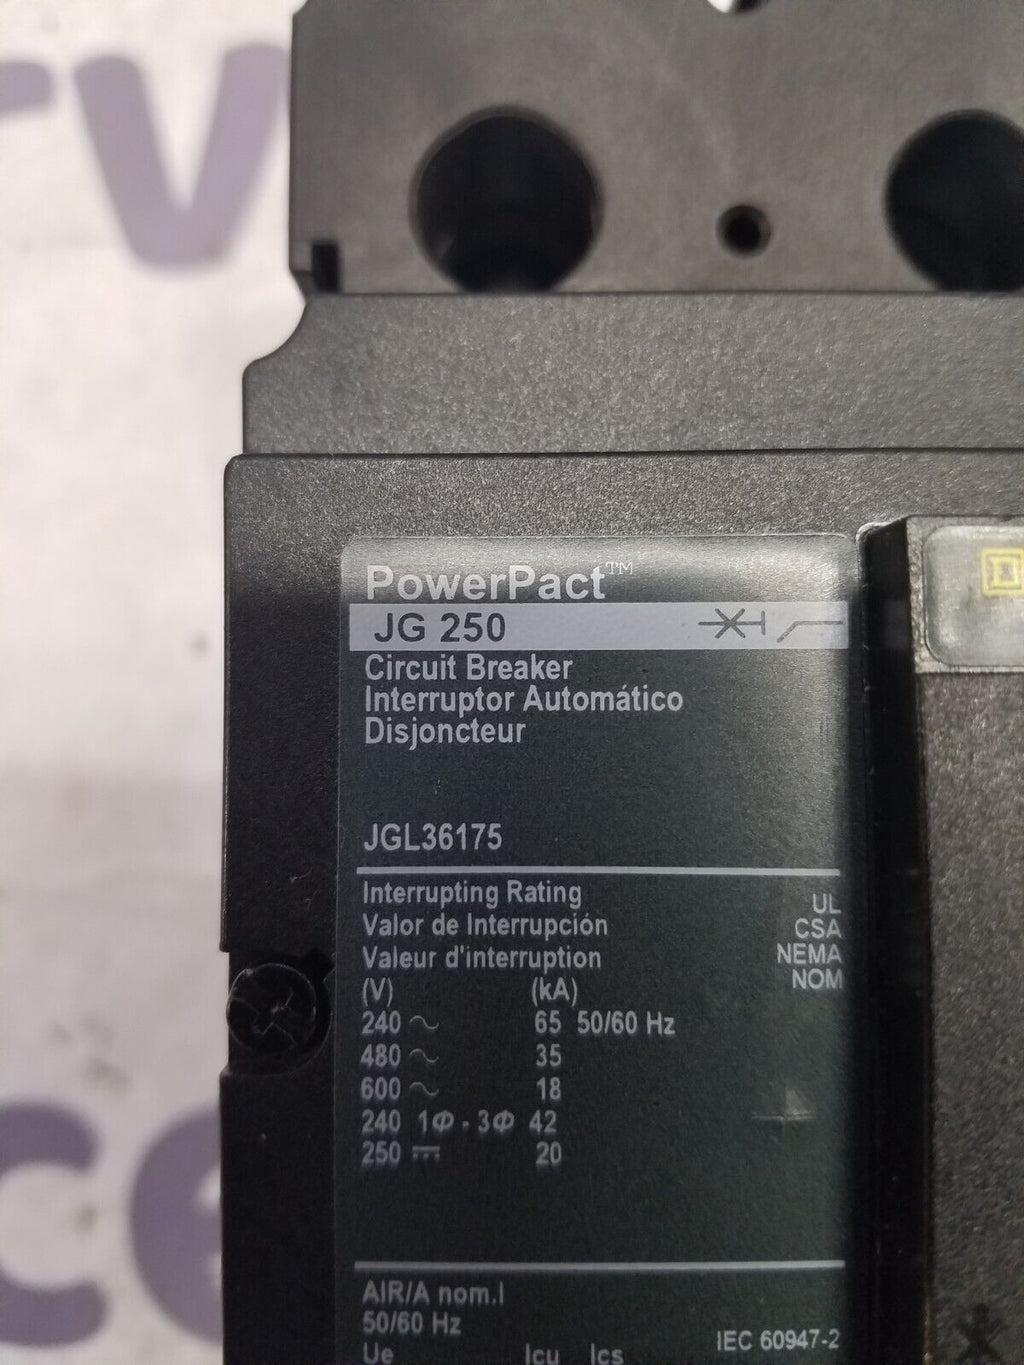 rv
PowerPact™
JG 250
Circuit Breaker
Interruptor Automático
Disjoncteur
JGL36175
Interrupting Rating
Valor de Interrupción
Valeur d'interruption
UL
CSA
NEMA
NOM
(V) (kA)
240 ~ 65 50/60 Hz
480 ~ 35
600 ~ 18
240 1Φ - 3Φ 42
250 ⎓ 20
AIR/A nom.I
50/60 Hz
IEC 60947-2
Ue Icu Ics
ce